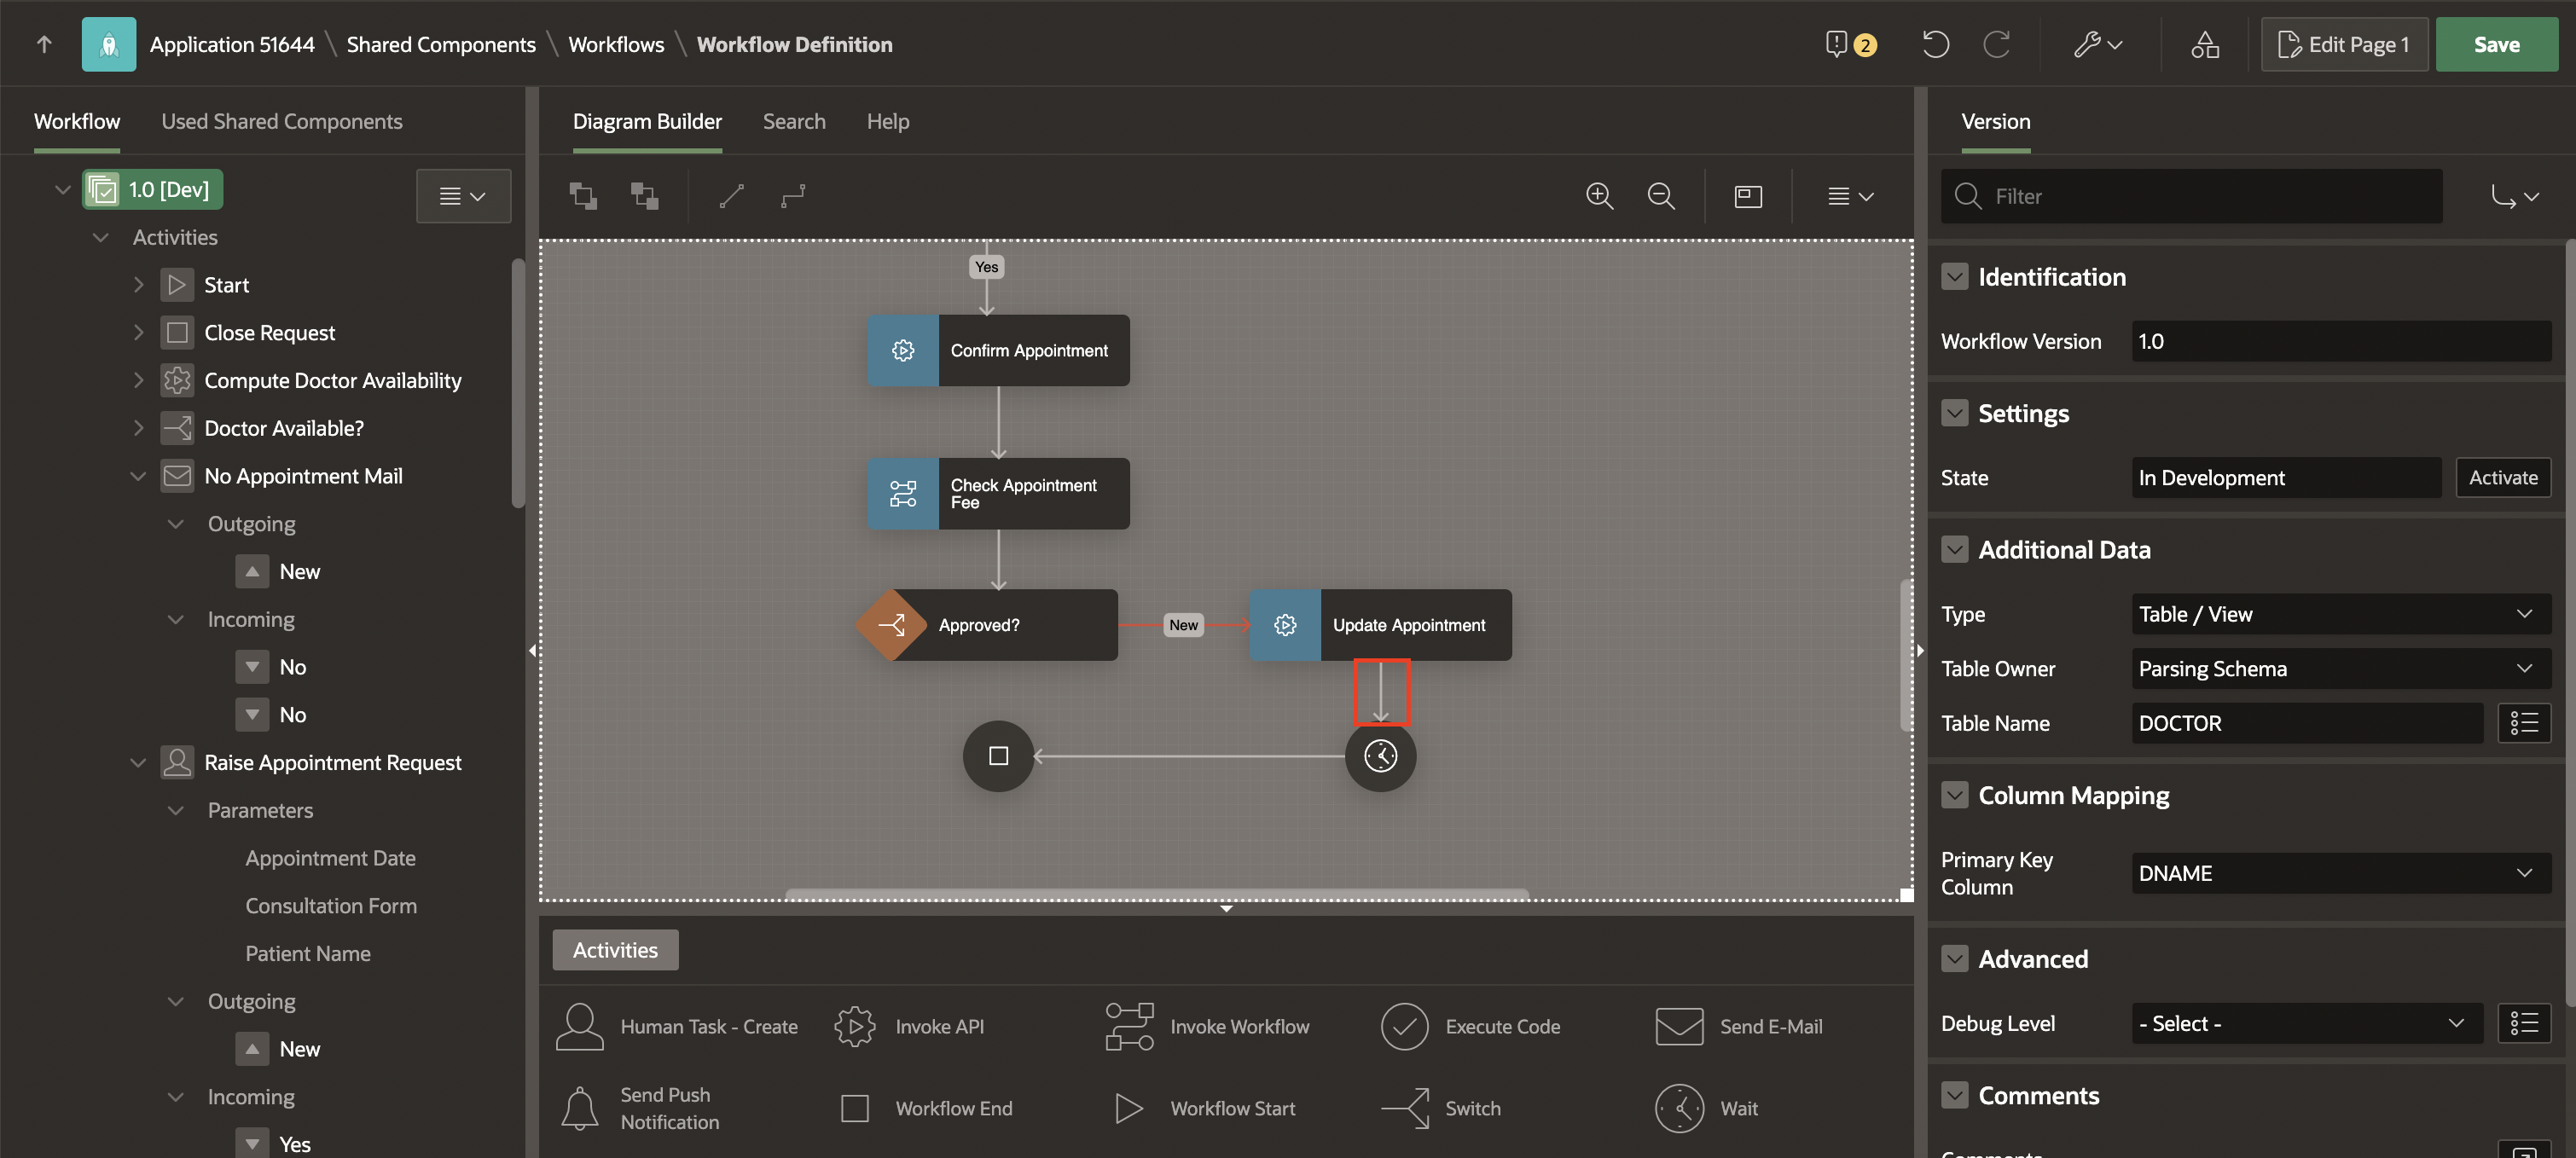 Application 51644 \ Shared Components \ Workflows \ Workflow Definition
2
Edit Page 1
Save
Workflow
Used Shared Components
1.0 [Dev]
Activities
Start
Close Request
Compute Doctor Availability
Doctor Available?
No Appointment Mail
Outgoing
New
Incoming
No
No
Raise Appointment Request
Parameters
Appointment Date
Consultation Form
Patient Name
Outgoing
New
Incoming
Yes
Diagram Builder
Search
Help
Yes
Confirm Appointment
Check Appointment
Fee
Approved?
New
Update Appointment
Activities
Human Task - Create
Invoke API
Invoke Workflow
Execute Code
Send E-Mail
Send Push
Notification
Workflow End
Workflow Start
Switch
Wait
Version
Filter
Identification
Workflow Version
1.0
Settings
State
In Development
Activate
Additional Data
Type
Table / View
Table Owner
Parsing Schema
Table Name
DOCTOR
Column Mapping
Primary Key
Column
DNAME
Advanced
Debug Level
- Select -
Comments
Comments